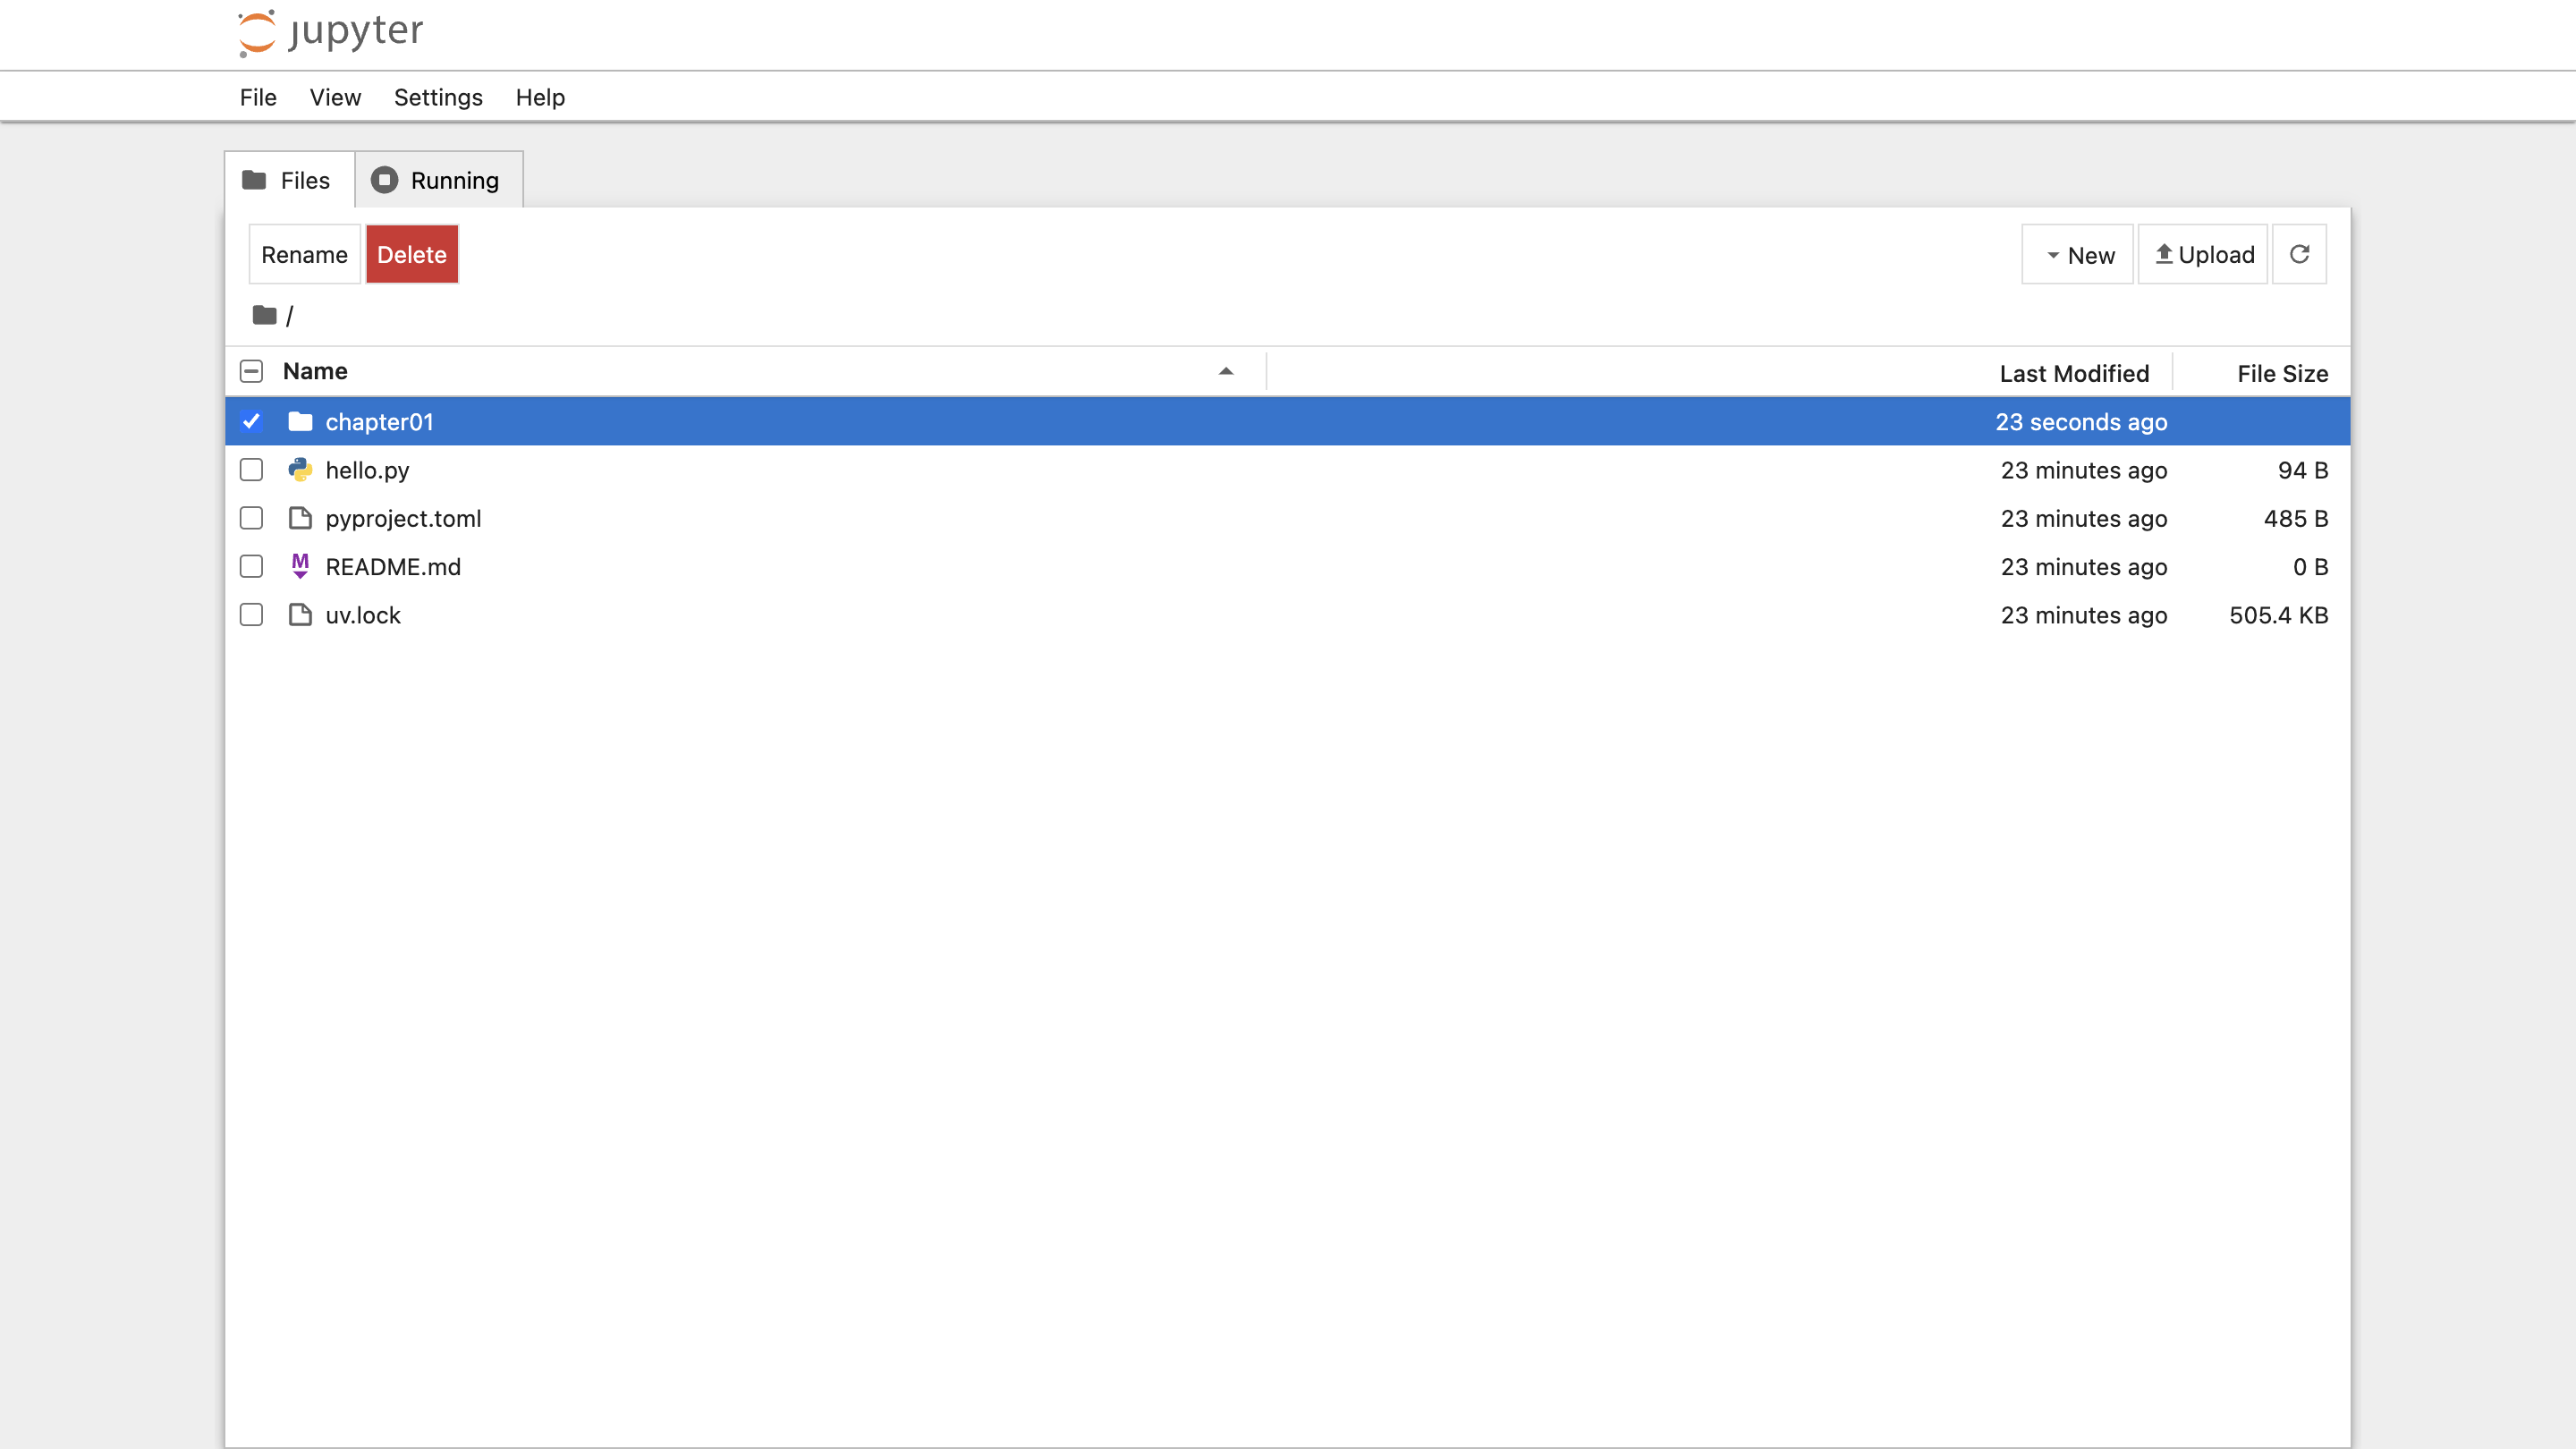 jupyter
File View Settings Help
Files Running
Rename Delete New Upload
/
Name Last Modified File Size
chapter01 23 seconds ago
hello.py 23 minutes ago 94 B
pyproject.toml 23 minutes ago 485 B
M README.md 23 minutes ago 0 B
uv.lock 23 minutes ago 505.4 KB